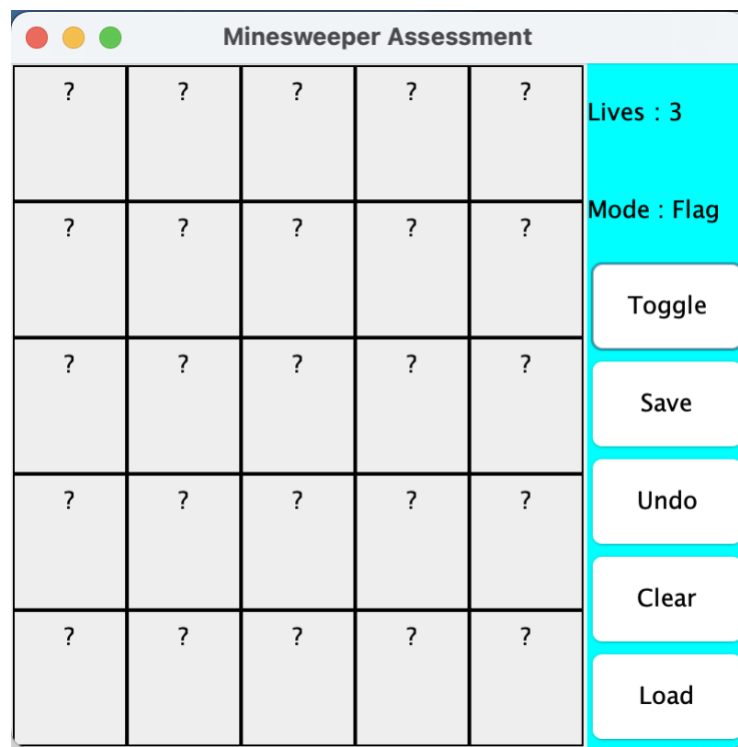 Minesweeper Assessment
? ? ? ? ?
Lives : 3
Mode : Flag
? ? ? ? ?
Toggle
? ? ? ? ?
Save
? ? ? ? ?
Undo
Clear
? ? ? ? ?
Load